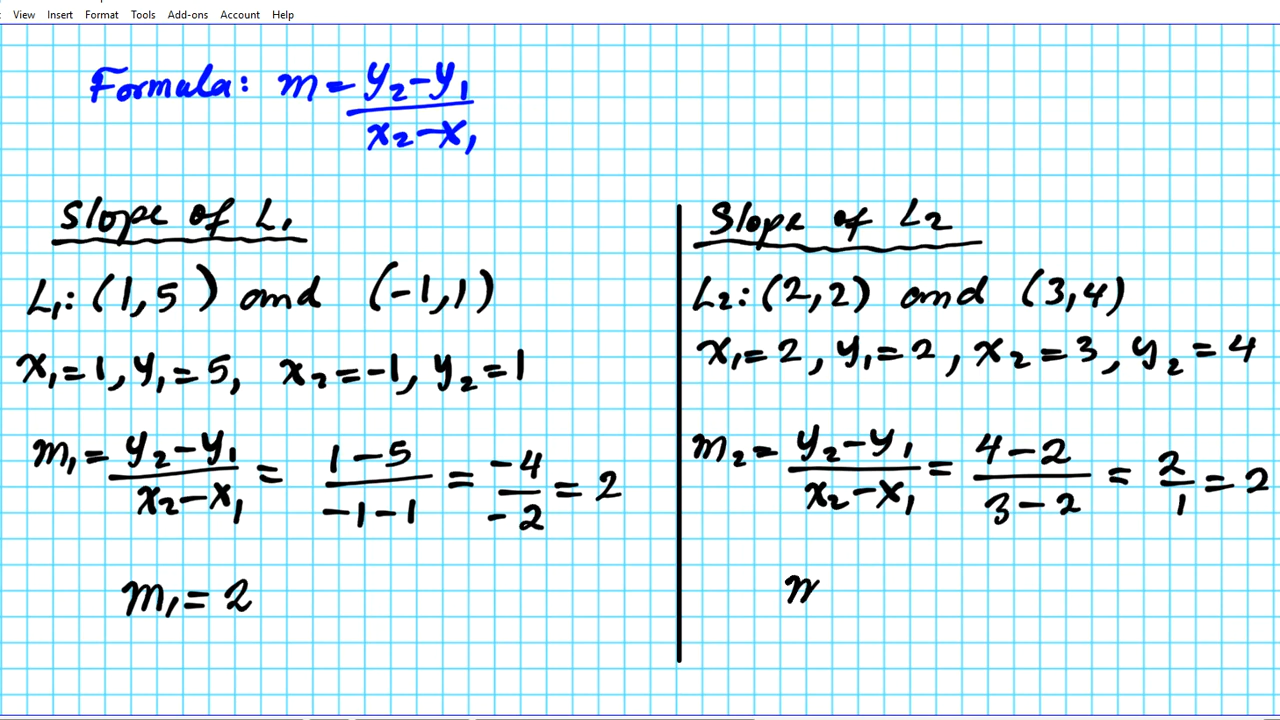 View Insert Format Tools Add-ons Account Help
Formula: m = y₂-y₁/x₂-x₁
Slope of L₁
L₁: (1,5) and (-1,1)
x₁=1, y₁=5, x₂=-1, y₂=1
m₁ = y₂-y₁/x₂-x₁ = 1-5/-1-1 = -4/-2 = 2
m₁ = 2
Slope of L₂
L₂: (2,2) and (3,4)
x₁=2, y₁=2, x₂=3, y₂=4
m₂ = y₂-y₁/x₂-x₁ = 4-2/3-2 = 2/1 = 2
m